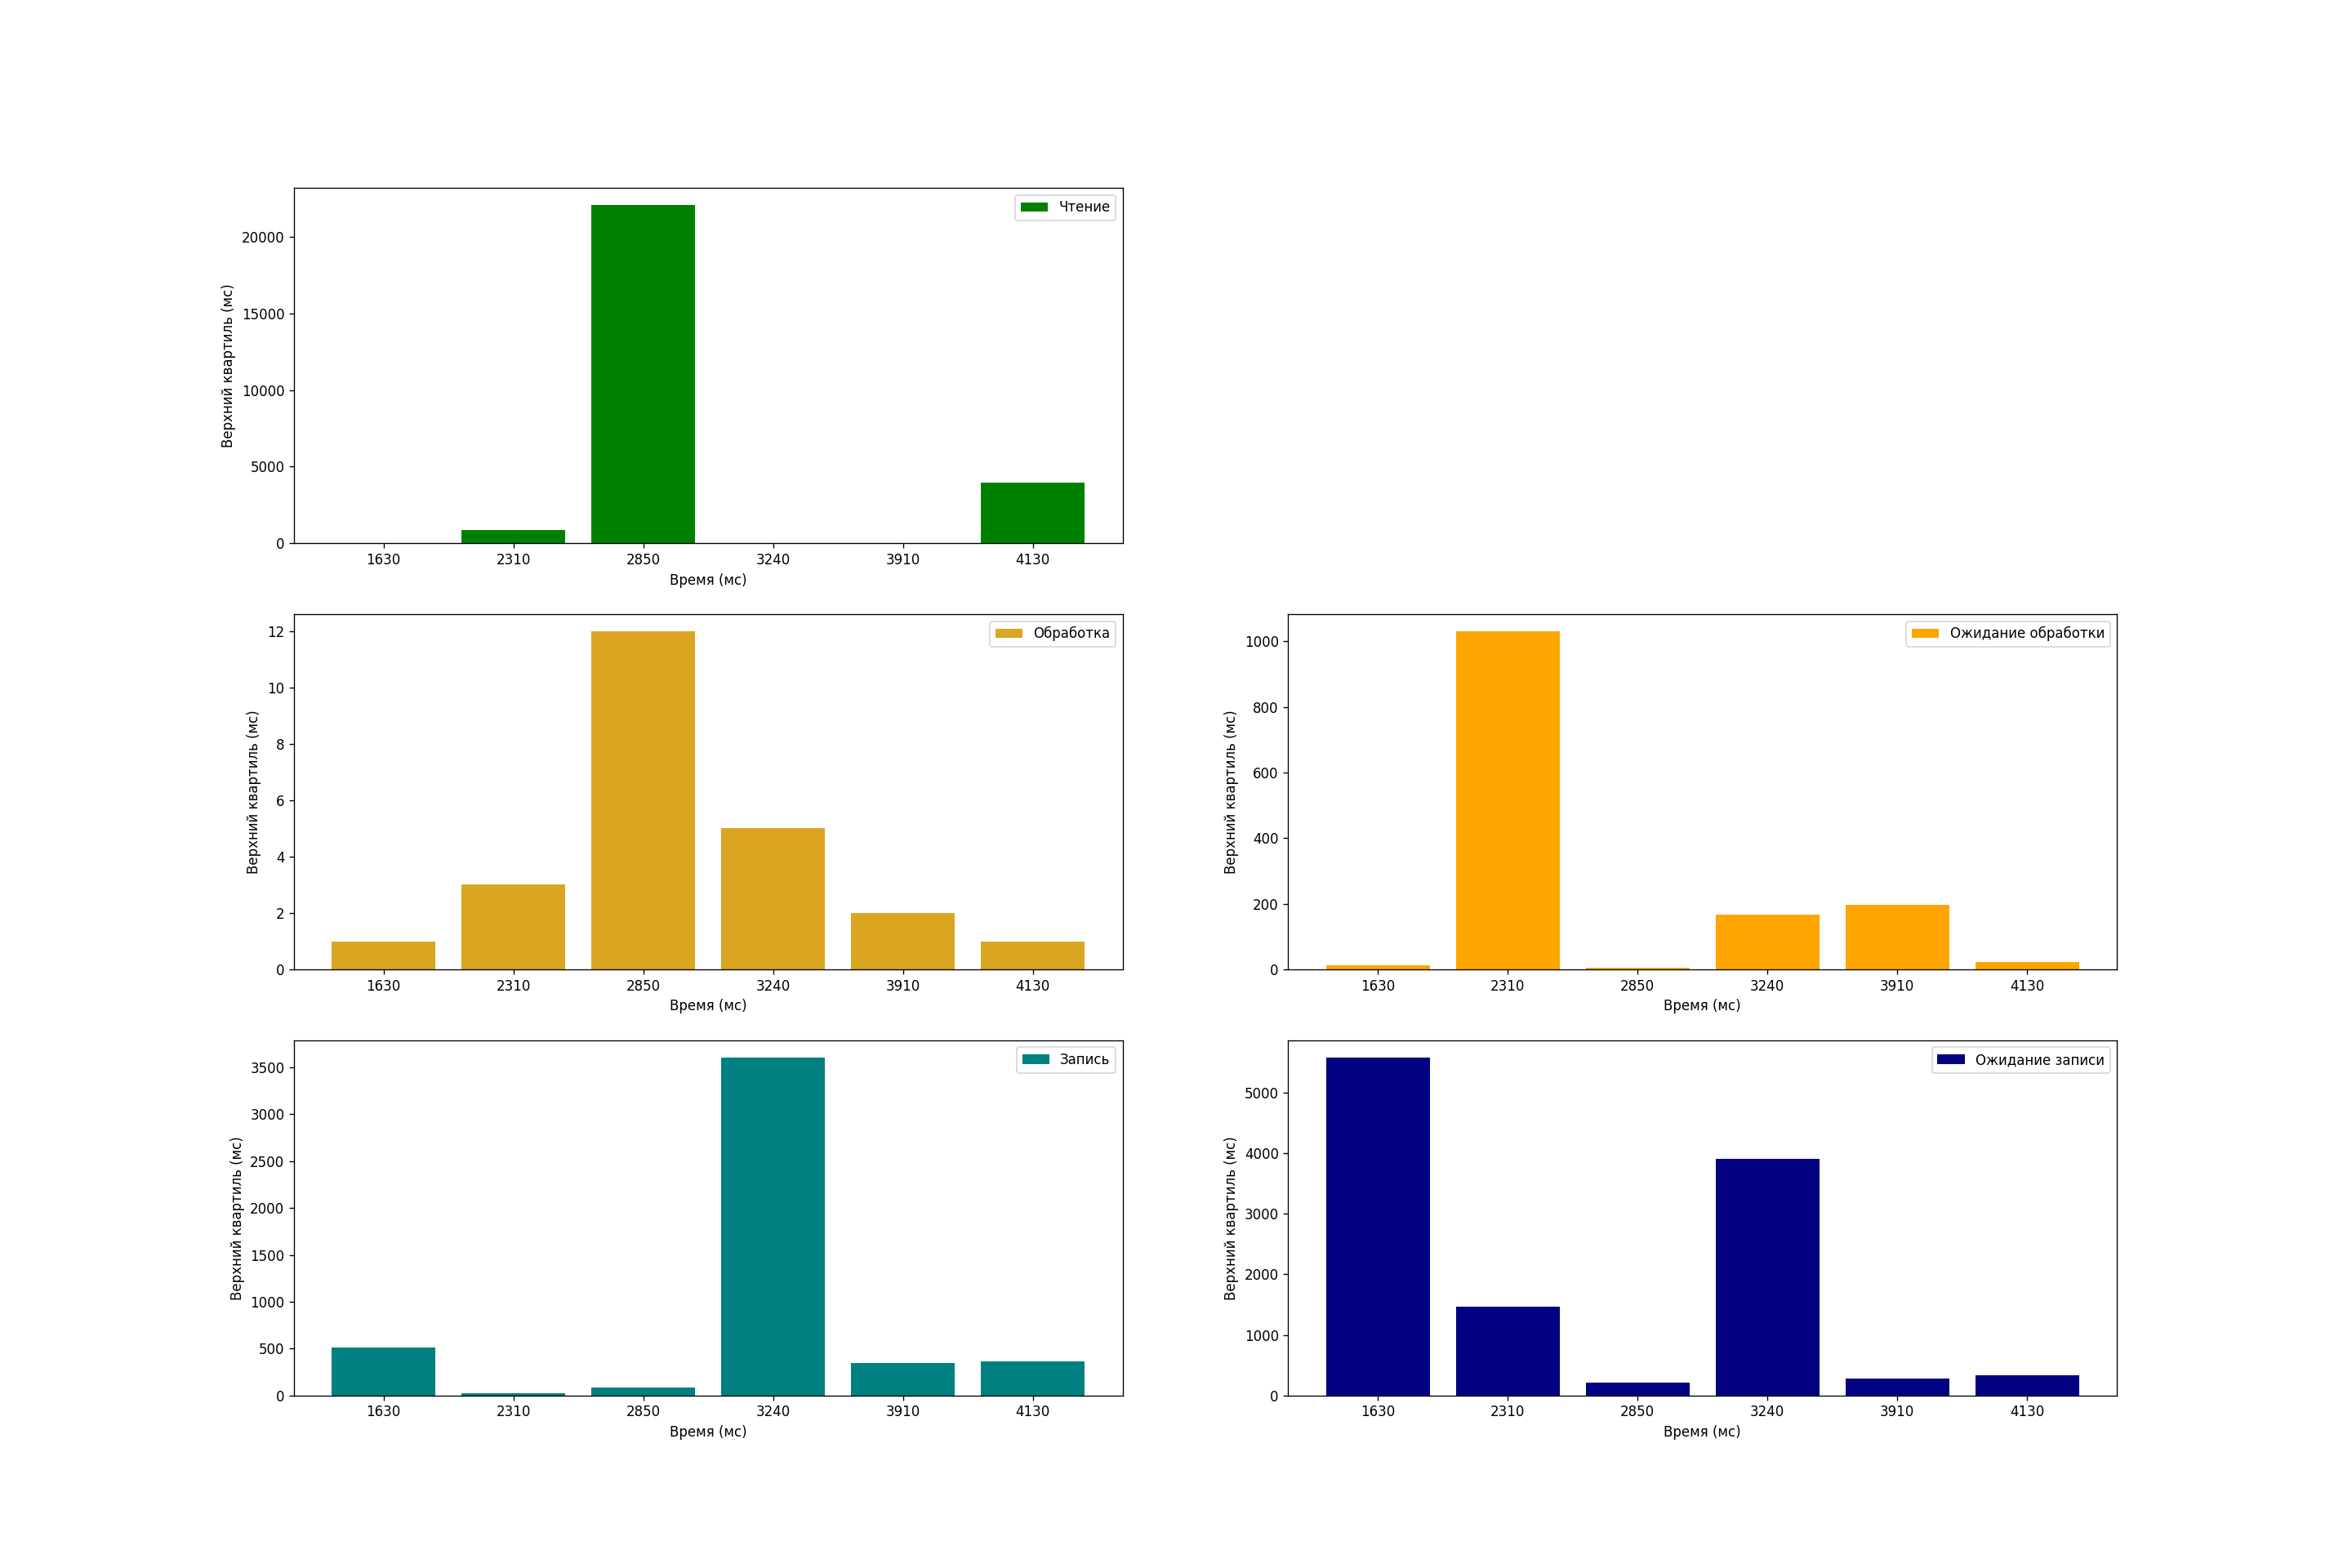 Чтение
20000
15000
10000
5000
0
Верхний квартиль (мс)
1630 2310 2850 3240 3910 4130
Время (мс)
Обработка
12
10
8
6
4
2
0
Верхний квартиль (мс)
1630 2310 2850 3240 3910 4130
Время (мс)
Ожидание обработки
1000
800
600
400
200
0
Верхний квартиль (мс)
1630 2310 2850 3240 3910 4130
Время (мс)
Запись
3500
3000
2500
2000
1500
1000
500
0
Верхний квартиль (мс)
1630 2310 2850 3240 3910 4130
Время (мс)
Ожидание записи
5000
4000
3000
2000
1000
0
Верхний квартиль (мс)
1630 2310 2850 3240 3910 4130
Время (мс)